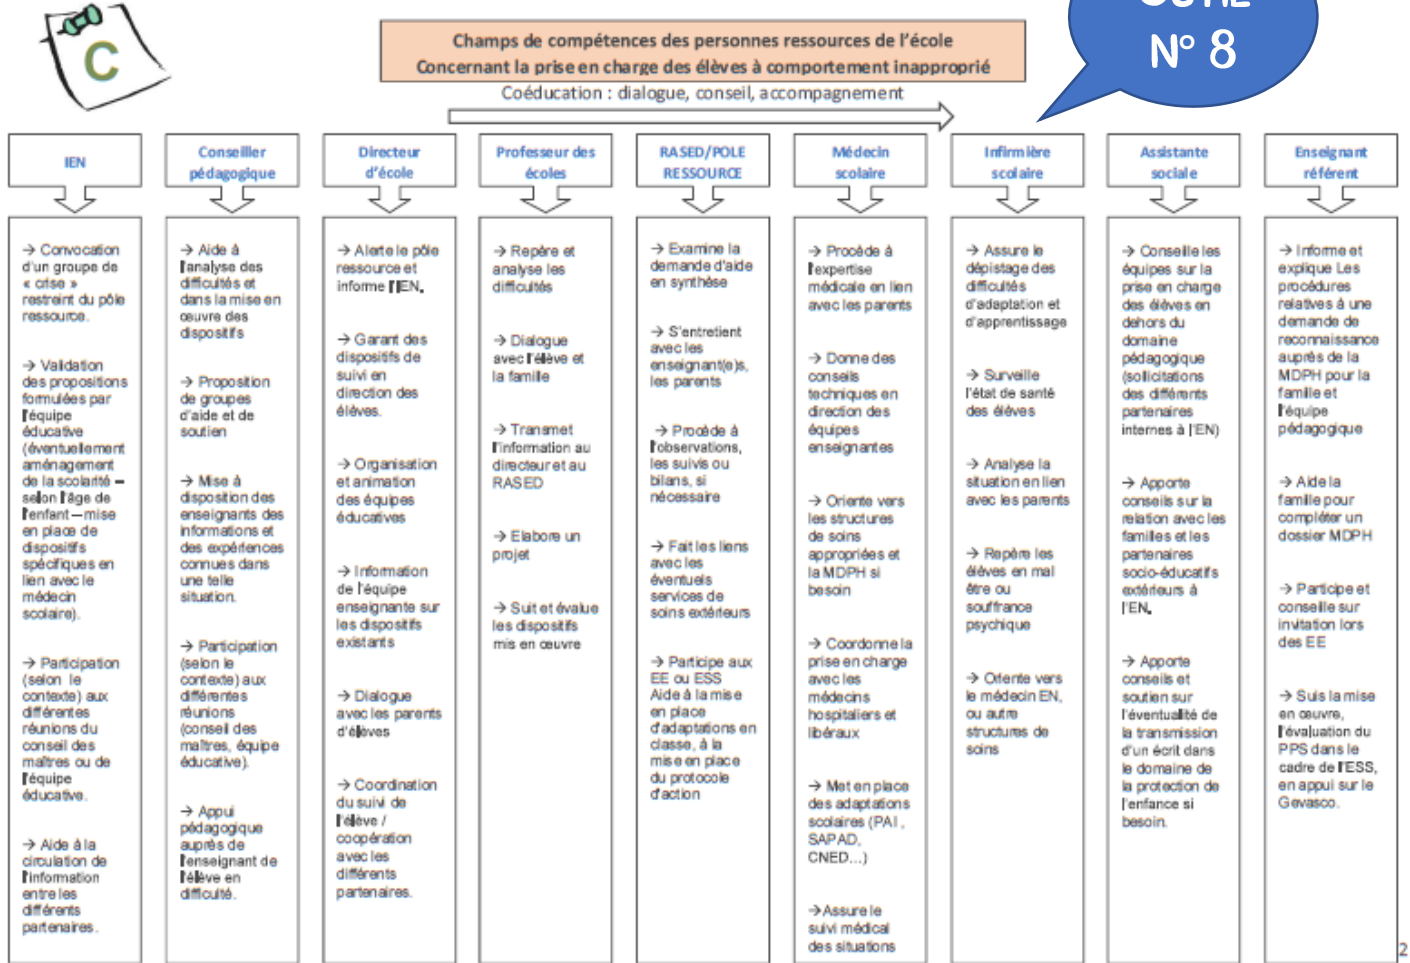 C
OUTIL
N° 8
Champs de compétences des personnes ressources de l'école
Concernant la prise en charge des élèves à comportement inapproprié
Coéducation : dialogue, conseil, accompagnement
IEN
→ Convocation
d'un groupe de
« crise »
restreint du pôle
ressource.
→ Validation
des propositions
formulées par
l'équipe
éducative
(éventuellement
aménagement
de la scolarité –
selon l'âge de
l'enfant – mise
en place de
dispositifs
spécifiques en
lien avec le
médecin
scolaire).
→ Participation
(selon le
contexte) aux
différentes
réunions du
conseil des
maîtres ou de
l'équipe
éducative.
→ Aide à la
circulation de
l'information
entre les
différents
partenaires.
Conseiller
pédagogique
→ Aide à
l'analyse des
difficultés et
dans la mise en
œuvre des
dispositifs
→ Proposition
de groupes
d'aide et de
soutien
→ Mise à
disposition des
enseignants des
informations et
des expériences
connues dans
une telle
situation.
→ Participation
(selon le
contexte) aux
différentes
réunions
(conseil des
maîtres, équipe
éducative).
→ Appui
pédagogique
auprès de
l'enseignant de
l'élève en
difficulté.
Directeur
d'école
→ Alerte le pôle
ressource et
informe l'IEN.
→ Garant des
dispositifs de
suivi en
direction des
élèves.
→ Organisation
et animation
des équipes
éducatives
→ Information
de l'équipe
enseignante sur
les dispositifs
existants
→ Dialogue
avec les parents
d'élèves
→ Coordination
du suivi de
l'élève /
coopération
avec les
différents
partenaires.
Professeur des
écoles
→ Repère et
analyse les
difficultés
→ Dialogue
avec l'élève et
la famille
→ Transmet
l'information au
directeur et au
RASED
→ Elabore un
projet
→ Suit et évalue
les dispositifs
mis en œuvre
RASED/POLE
RESSOURCE
→ Examine la
demande d'aide
en synthèse
→ S'entretient
avec les
enseignant(e)s,
les parents
→ Procède à
l'observations,
les suivis ou
bilans, si
nécessaire
→ Fait les liens
avec les
éventuels
services de
soins extérieurs
→ Participe aux
EE ou ESS
Aide à la mise
en place
d'adaptations en
classe, à la
mise en place
du protocole
d'action
Médecin
scolaire
→ Procède à
l'expertise
médicale en lien
avec les parents
→ Donne des
conseils
techniques en
direction des
équipes
enseignantes
→ Oriente vers
les structures
de soins
appropriées et
la MDPH si
besoin
→ Coordonne la
prise en charge
avec les
médecins
hospitaliers et
libéraux
→ Met en place
des adaptations
scolaires (PAI ,
SAPAD,
CNED...)
→Assure le
suivi médical
des situations
Infirmière
scolaire
→ Assure le
dépistage des
difficultés
d'adaptation et
d'apprentissage
→ Surveille
l'état de santé
des élèves
→ Analyse la
situation en lien
avec les parents
→ Repère les
élèves en mal
être ou
souffrance
psychique
→ Oriente vers
le médecin EN,
ou autre
structures de
soins
Assistante
sociale
→ Conseille les
équipes sur la
prise en charge
des élèves en
dehors du
domaine
pédagogique
(sollicitations
des différents
partenaires
internes à l'EN)
→ Apporte
conseils sur la
relation avec les
familles et les
partenaires
socio-éducatifs
extérieurs à
l'EN.
→ Apporte
conseils et
soutien sur
l'éventualité de
la transmission
d'un écrit dans
le domaine de
la protection de
l'enfance si
besoin.
Enseignant
référent
→ Informe et
explique Les
procédures
relatives à une
demande de
reconnaissance
auprès de la
MDPH pour la
famille et
l'équipe
pédagogique
→ Aide la
famille pour
compléter un
dossier MDPH
→ Participe et
conseille sur
invitation lors
des EE
→ Suis la mise
en œuvre,
l'évaluation du
PPS dans le
cadre de l'ESS,
en appui sur le
Gevasco.
2